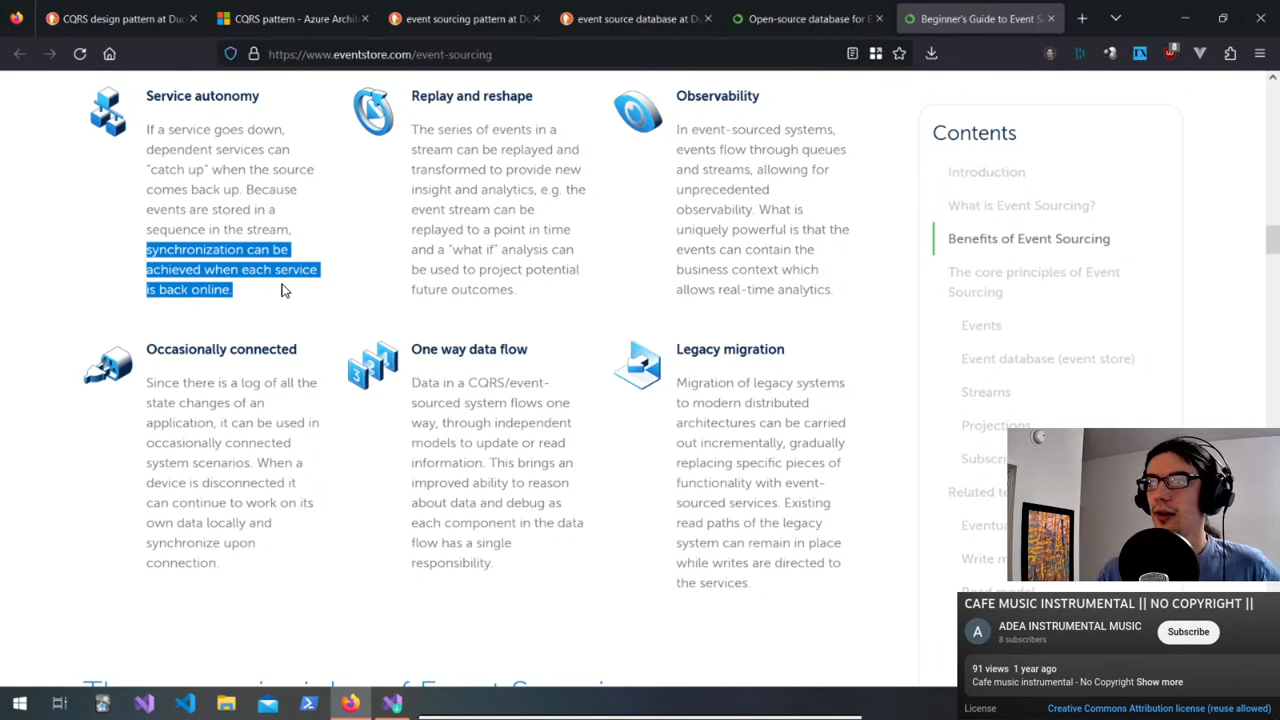 CQRS design pattern at Duc
CQRS pattern - Azure Archit
event sourcing pattern at Du
event source database at Du
Open-source database for E
Beginner's Guide to Event So
https://www.eventstore.com/event-sourcing
8
Service autonomy
If a service goes down,
dependent services can
"catch up" when the source
comes back up. Because
events are stored in a
sequence in the stream,
synchronization can be
achieved when each service
is back online.
Replay and reshape
The series of events in a
stream can be replayed and
transformed to provide new
insight and analytics, e.g. the
event stream can be
replayed to a point in time
and a "what if" analysis can
be used to project potential
future outcomes.
Observability
In event-sourced systems,
events flow through queues
and streams, allowing for
unprecedented
observability. What is
uniquely powerful is that the
events can contain the
business context which
allows real-time analytics.
Occasionally connected
Since there is a log of all the
state changes of an
application, it can be used in
occasionally connected
system scenarios. When a
device is disconnected it
can continue to work on its
own data locally and
synchronize upon
connection.
One way data flow
Data in a CQRS/event-
sourced system flows one
way, through independent
models to update or read
information. This brings an
improved ability to reason
about data and debug as
each component in the data
flow has a single
responsibility.
Legacy migration
Migration of legacy systems
to modern distributed
architectures can be carried
out incrementally, gradually
replacing specific pieces of
functionality with event-
sourced services. Existing
read paths of the legacy
system can remain in place
while writes are directed to
the services.
Contents
Introduction
What is Event Sourcing?
Benefits of Event Sourcing
The core principles of Event
Sourcing
Events
Event database (event store)
Streams
Projections
Subscri
Related te
Eventua
Write m
CAFE MUSIC INSTRUMENTAL || NO COPYRIGHT ||
A
ADEA INSTRUMENTAL MUSIC
8 subscribers
Subscribe
91 views 1 year ago
Cafe music instrumental - No Copyright Show more
License
Creative Commons Attribution license (reuse allowed)